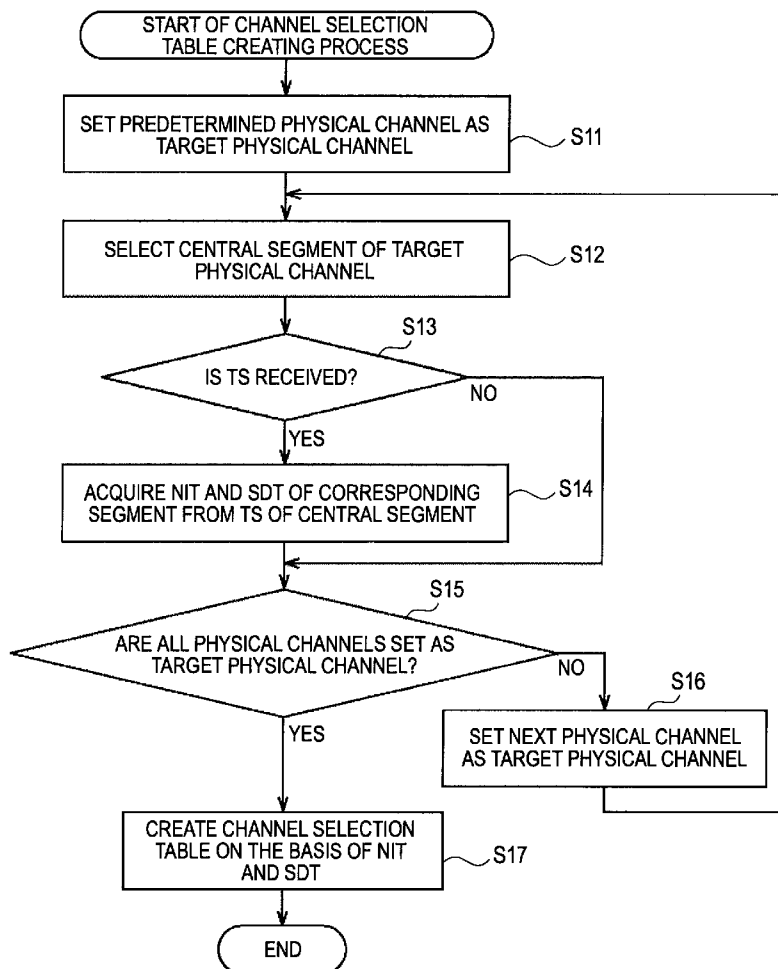 START OF CHANNEL SELECTION
TABLE CREATING PROCESS
SET PREDETERMINED PHYSICAL CHANNEL AS
TARGET PHYSICAL CHANNEL
S11
SELECT CENTRAL SEGMENT OF TARGET
PHYSICAL CHANNEL
S12
S13
IS TS RECEIVED?
NO
YES
ACQUIRE NIT AND SDT OF CORRESPONDING
SEGMENT FROM TS OF CENTRAL SEGMENT
S14
S15
ARE ALL PHYSICAL CHANNELS SET AS
TARGET PHYSICAL CHANNEL?
NO
YES
S16
SET NEXT PHYSICAL CHANNEL
AS TARGET PHYSICAL CHANNEL
CREATE CHANNEL SELECTION
TABLE ON THE BASIS OF NIT
AND SDT
S17
END